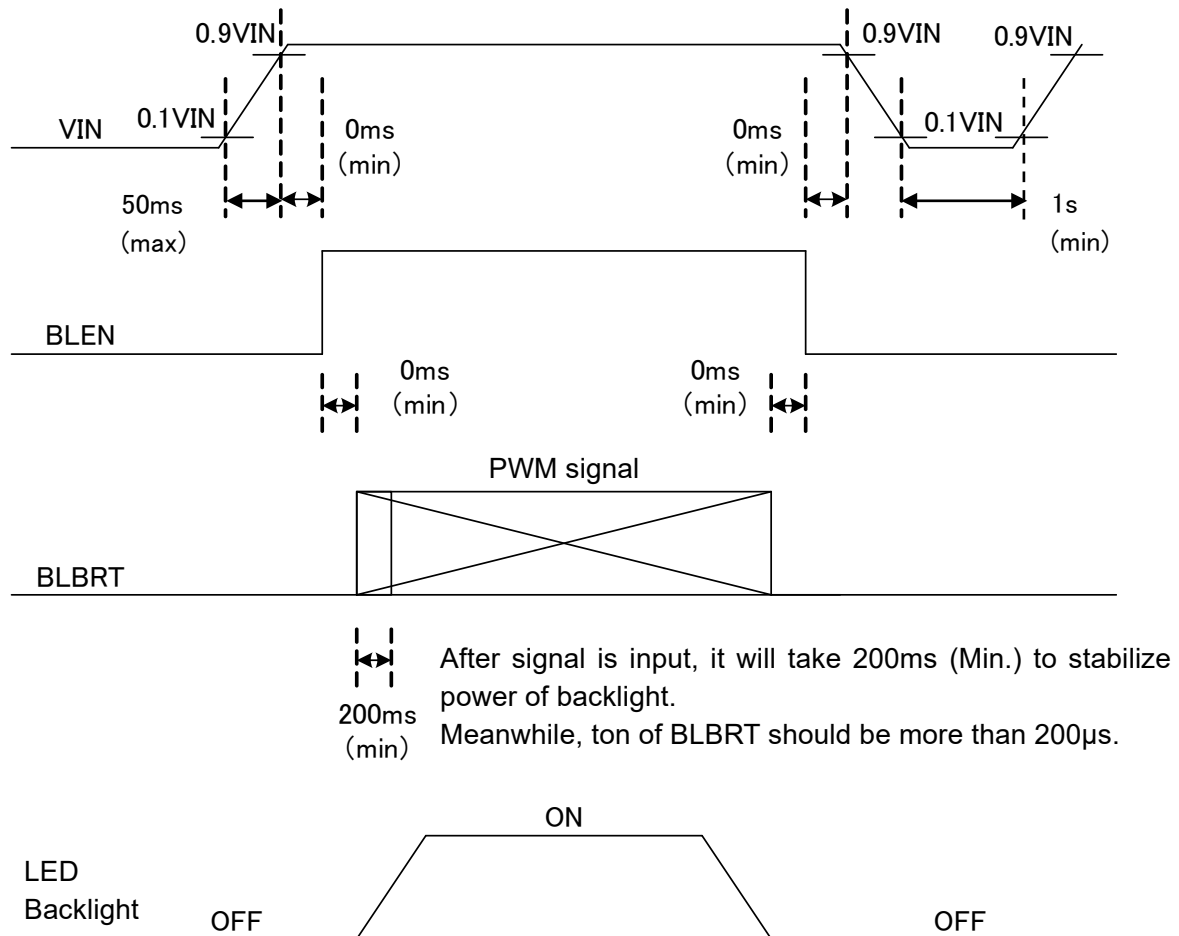 0.9VIN
0.9VIN
0.9VIN
0.1VIN
0.1VIN
VIN
0ms
（min）
0ms
（min）
50ms
（max）
1s
（min）
BLEN
0ms
（min）
0ms
（min）
PWM signal
BLBRT
200ms
（min）
After signal is input, it will take 200ms (Min.) to stabilize
power of backlight.
Meanwhile, ton of BLBRT should be more than 200μs.
ON
LED
Backlight
OFF
OFF